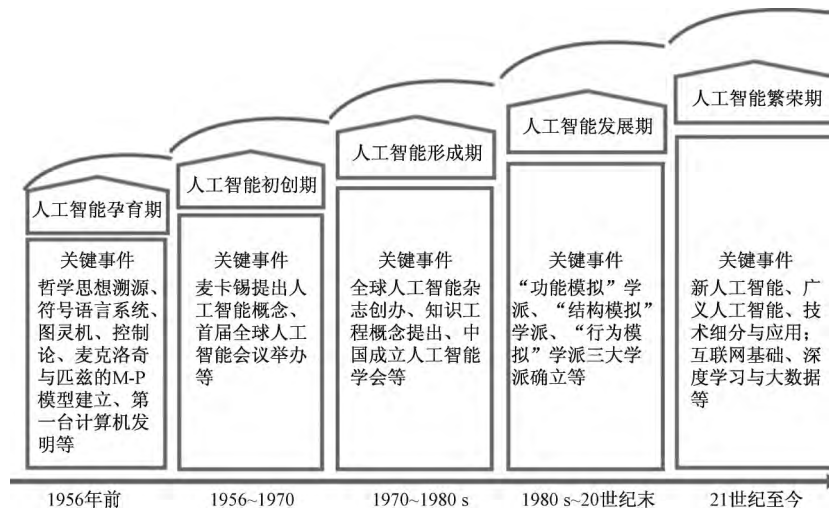 人工智能孕育期
关键事件
哲学思想溯源、
符号语言系统、
图灵机、控制
论、麦克洛奇
与匹兹的M-P
模型建立、第
一台计算机发
明等
1956年前
人工智能初创期
关键事件
麦卡锡提出人
工智能概念、
首届全球人工
智能会议举办
等
1956~1970
人工智能形成期
关键事件
全球人工智能杂
志创办、知识工
程概念提出、中
国成立人工智能
学会等
1970~1980 s
人工智能发展期
关键事件
“功能模拟”学
派、“结构模拟”
学派、“行为模
拟”学派三大学
派确立等
1980 s~20世纪末
人工智能繁荣期
关键事件
新人工智能、广
义人工智能、技
术细分与应用；
互联网基础、深
度学习与大数据
等
21世纪至今